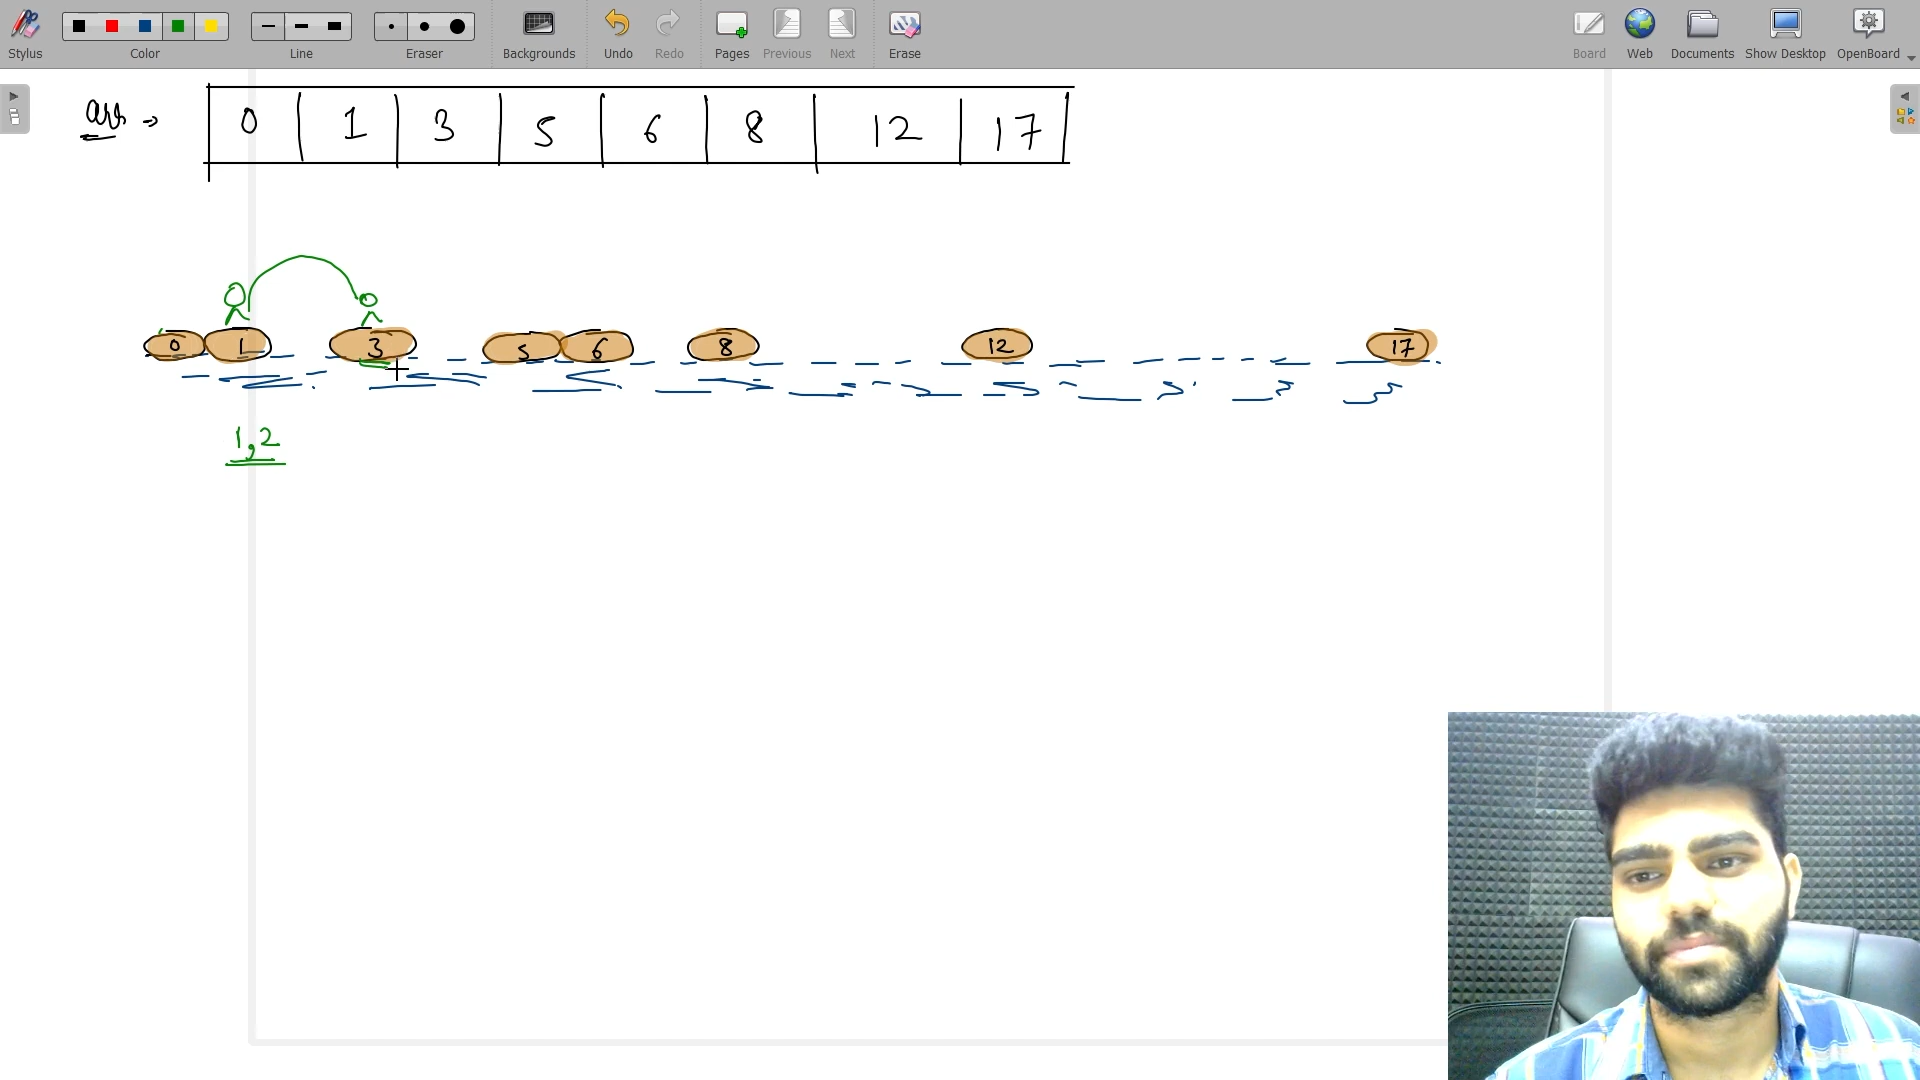 Stylus Color Line Eraser Backgrounds Undo Redo Pages Previous Next Erase Board Web Documents Show Desktop OpenBoard
arr → 0 1 3 5 6 8 12 17
0 1 3 5 6 8 12 17
1,2